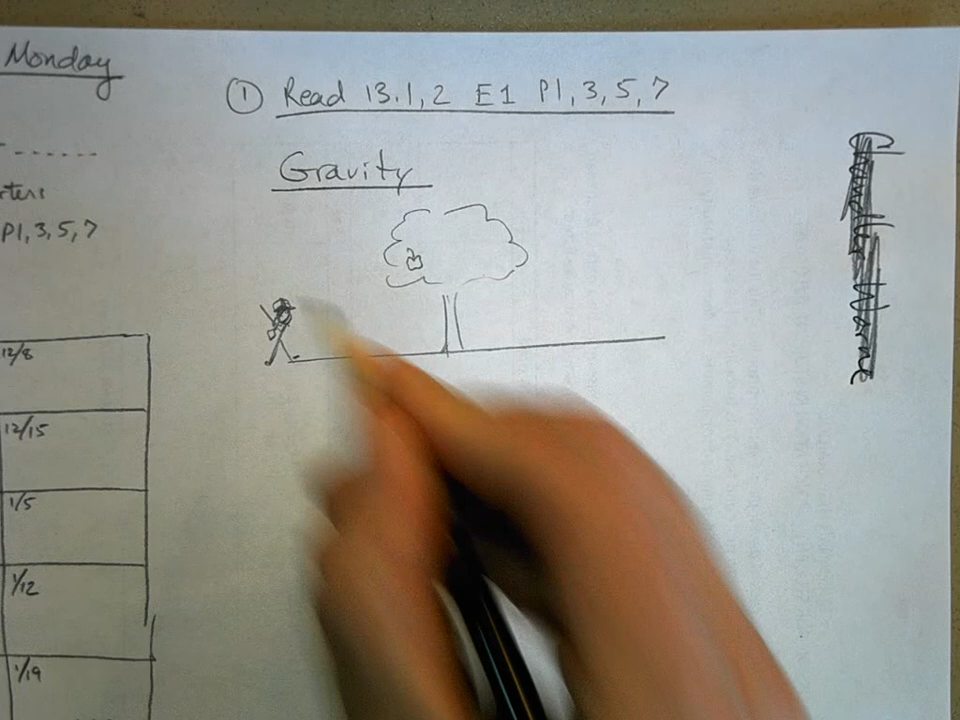 Monday
① Read 13.1, 2 E1 P1, 3, 5, 7
Gravity
P1, 3, 5, 7
12/8
12/15
1/5
1/12
1/19